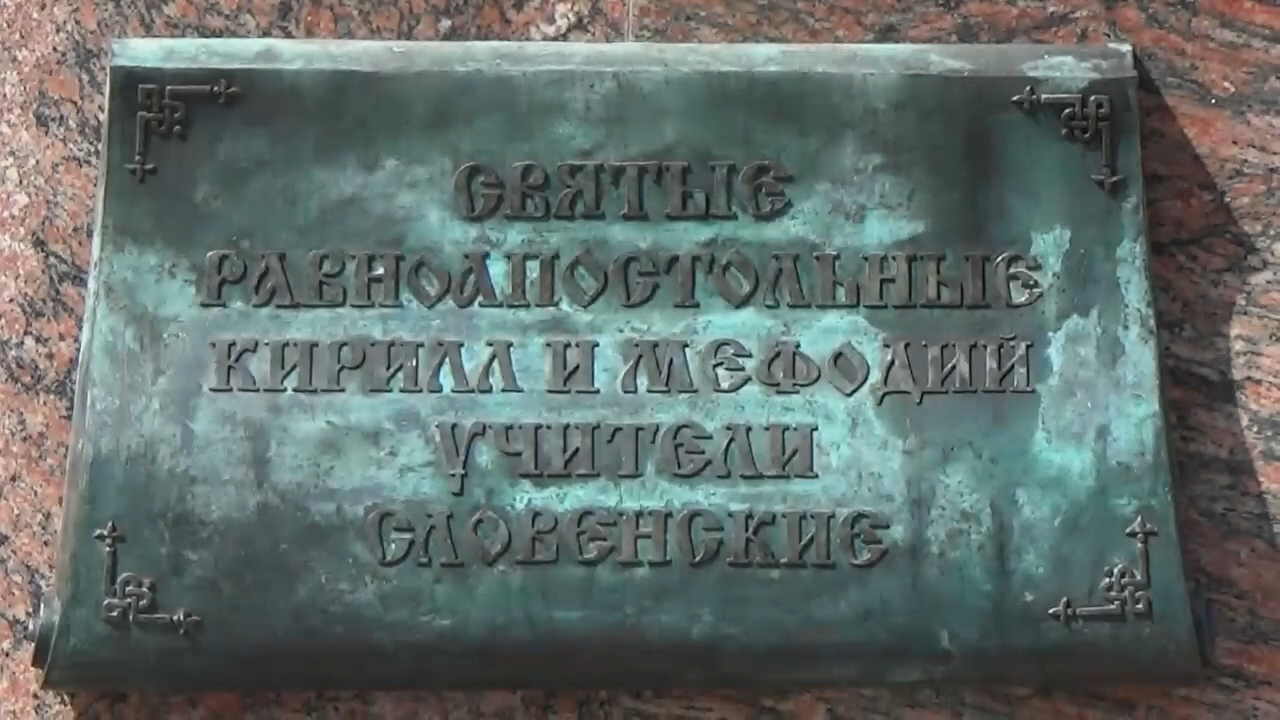 СВЯТЫЕ
РАВНОАПОСТОЛЬНЫЕ
КИРИЛЛ И МЕФОДИЙ
УЧИТЕЛИ
СЛОВЕНСКИЕ